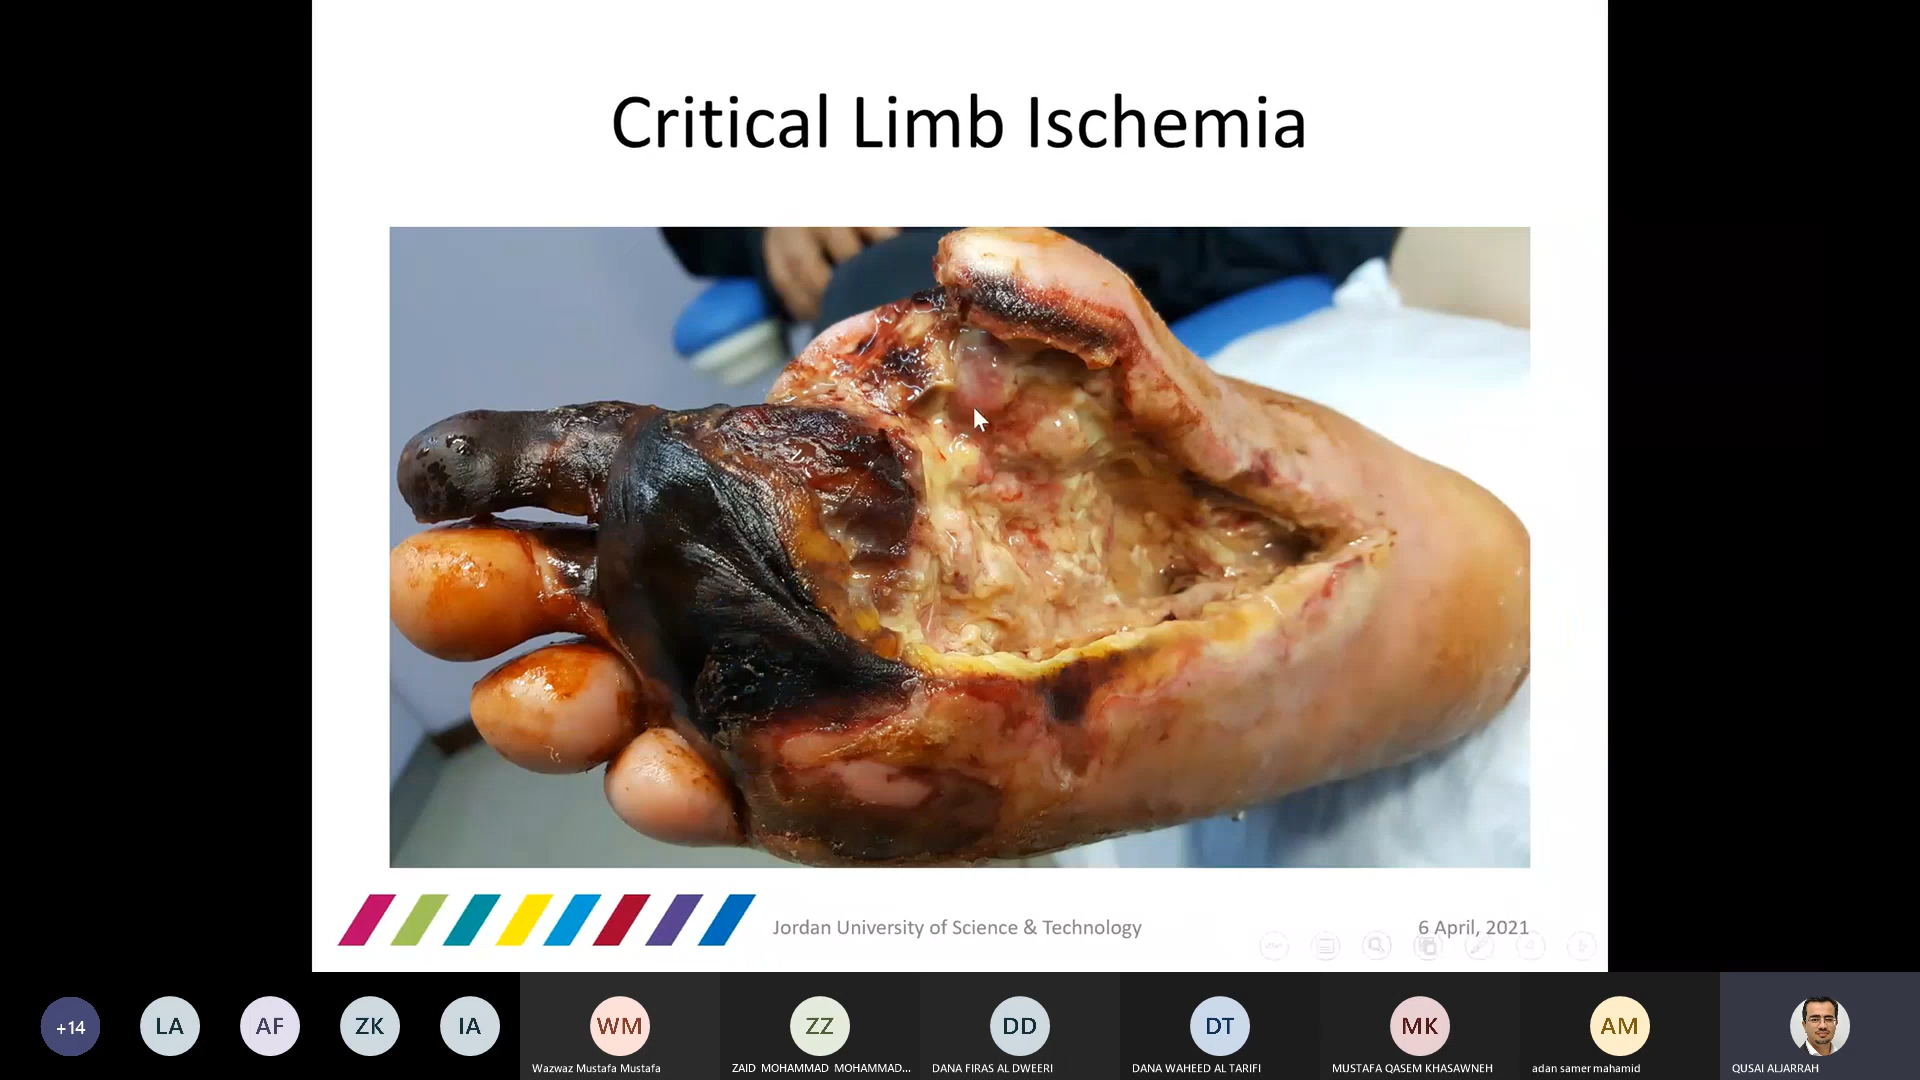 Critical Limb Ischemia
Jordan University of Science & Technology
6 April, 2021
+14
LA
AF
ZK
IA
WM
ZZ
DD
DT
MK
AM
Wazwaz Mustafa Mustafa
ZAID MOHAMMAD MOHAMMAD...
DANA FIRAS AL DWEERI
DANA WAHEED AL TARIFI
MUSTAFA QASEM KHASAWNEH
adan samer mahamid
QUSAI ALJARRAH